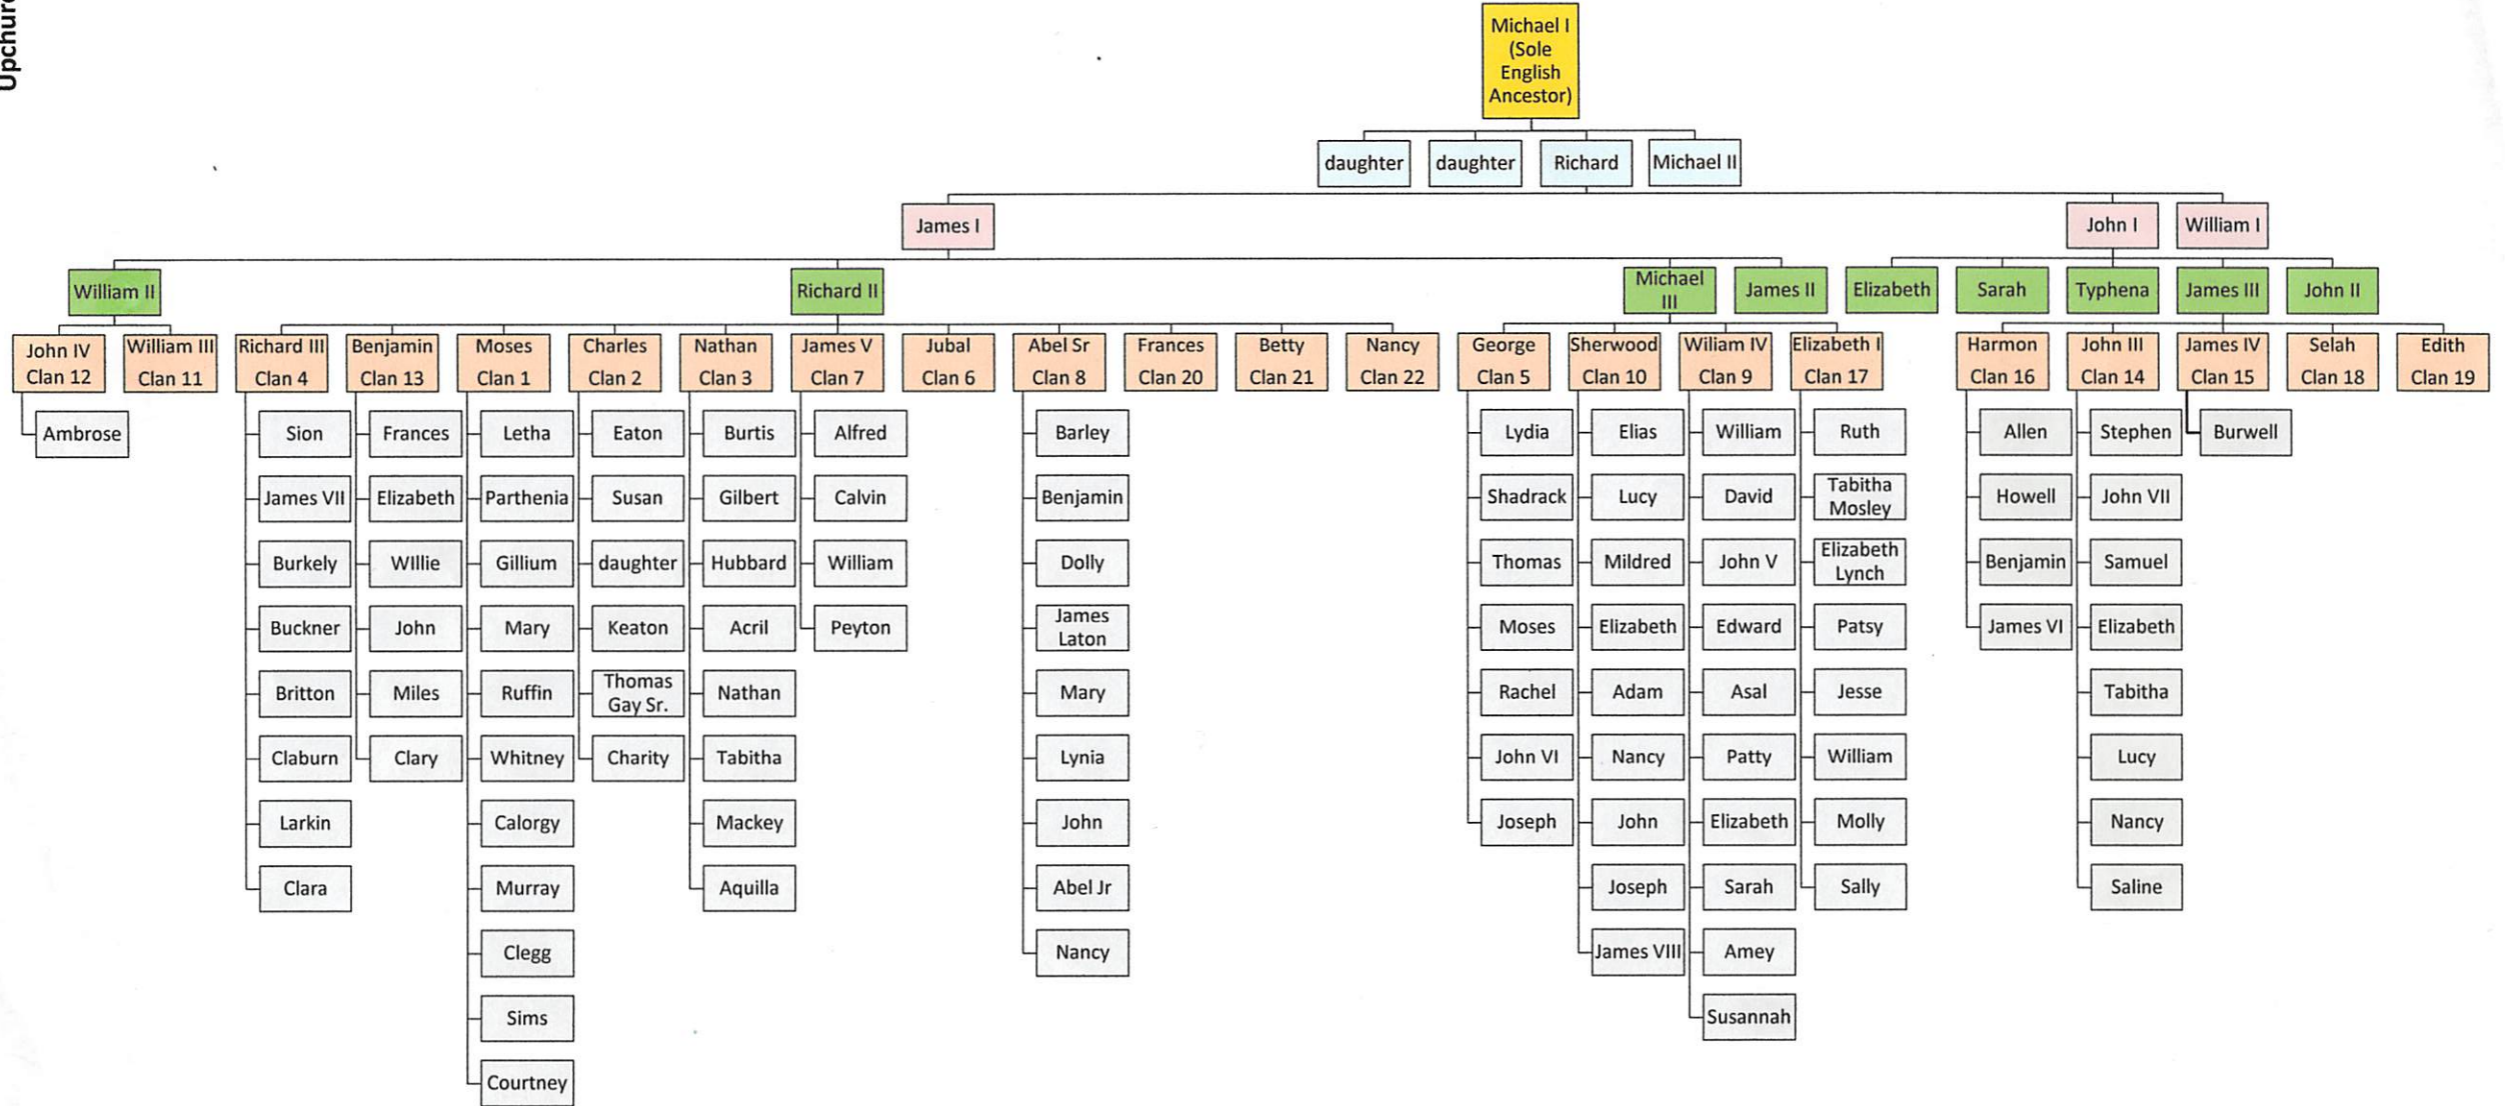 Upchurc
Michael I
(Sole
English
Ancestor)
daughter
daughter
Richard
Michael II
James I
John I
William I
William II
Richard II
Michael
III
James II
Elizabeth
Sarah
Typhena
James III
John II
John IV
Clan 12
William III
Clan 11
Richard III
Clan 4
Benjamin
Clan 13
Moses
Clan 1
Charles
Clan 2
Nathan
Clan 3
James V
Clan 7
Jubal
Clan 6
Abel Sr
Clan 8
Frances
Clan 20
Betty
Clan 21
Nancy
Clan 22
George
Clan 5
Sherwood
Clan 10
Wiliam IV
Clan 9
Elizabeth I
Clan 17
Harmon
Clan 16
John III
Clan 14
James IV
Clan 15
Selah
Clan 18
Edith
Clan 19
Ambrose
Sion
James VII
Burkely
Buckner
Britton
Claburn
Larkin
Clara
Frances
Elizabeth
WIllie
John
Miles
Clary
Letha
Parthenia
Gillium
Mary
Ruffin
Whitney
Calorgy
Murray
Clegg
Sims
Courtney
Eaton
Susan
daughter
Keaton
Thomas
Gay Sr.
Charity
Burtis
Gilbert
Hubbard
Acril
Nathan
Tabitha
Mackey
Aquilla
Alfred
Calvin
William
Peyton
Barley
Benjamin
Dolly
James
Laton
Mary
Lynia
John
Abel Jr
Nancy
Lydia
Shadrack
Thomas
Moses
Rachel
John VI
Joseph
Elias
Lucy
Mildred
Elizabeth
Adam
Nancy
John
Joseph
James VIII
William
David
John V
Edward
Asal
Patty
Elizabeth
Sarah
Amey
Susannah
Ruth
Tabitha
Mosley
Elizabeth
Lynch
Patsy
Jesse
William
Molly
Sally
Allen
Howell
Benjamin
James VI
Stephen
John VII
Samuel
Elizabeth
Tabitha
Lucy
Nancy
Saline
Burwell